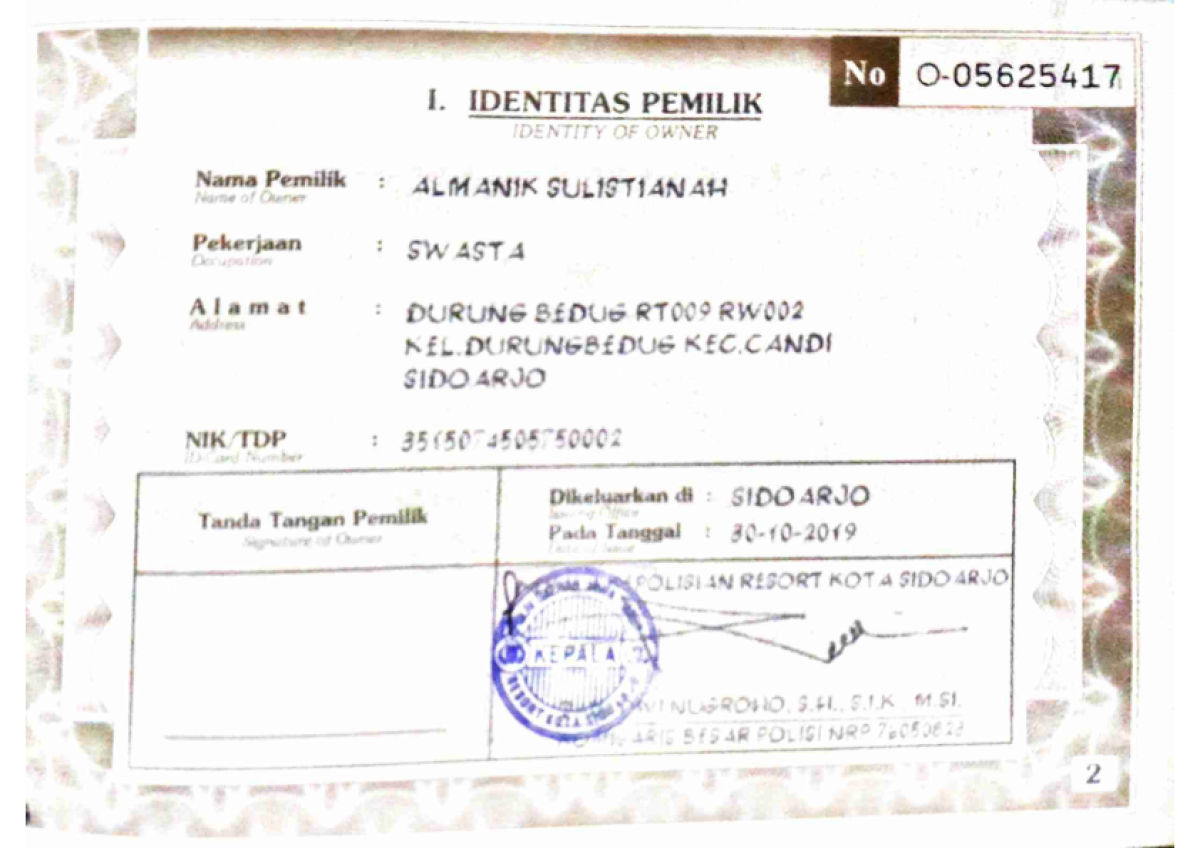 No O-05625417
I. IDENTITAS PEMILIK
IDENTITY OF OWNER
Nama Pemilik : ALMANIK SULISTIANAH
Name of Owner
Pekerjaan : SWASTA
Occupation
Alamat : DURUNG BEDUG RT009 RW002
Address
KEL.DURUNGBEDUG KEC.CANDI
SIDOARJO
NIK/TDP : 3515074505750002
ID Card Number
Tanda Tangan Pemilik
Signature of Owner
Dikeluarkan di : SIDOARJO
Issuing Office
Pada Tanggal : 30-10-2019
Date of Issue
RESORT KOTA SIDOARJO
KEPALA
RESORT KOTA
NUGROHO, S.H., S.I.K., M.SI.
BESAR POLISI NRP 76050823
2